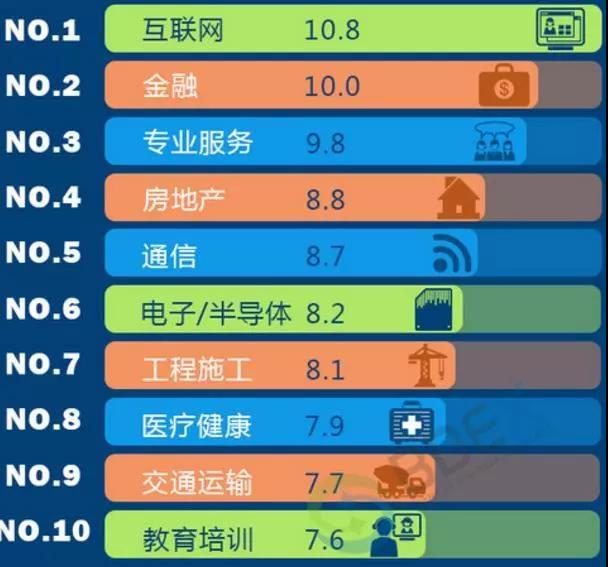 NO.1 互联网 10.8
NO.2 金融 10.0
NO.3 专业服务 9.8
NO.4 房地产 8.8
NO.5 通信 8.7
NO.6 电子/半导体 8.2
NO.7 工程施工 8.1
NO.8 医疗健康 7.9
NO.9 交通运输 7.7
NO.10 教育培训 7.6